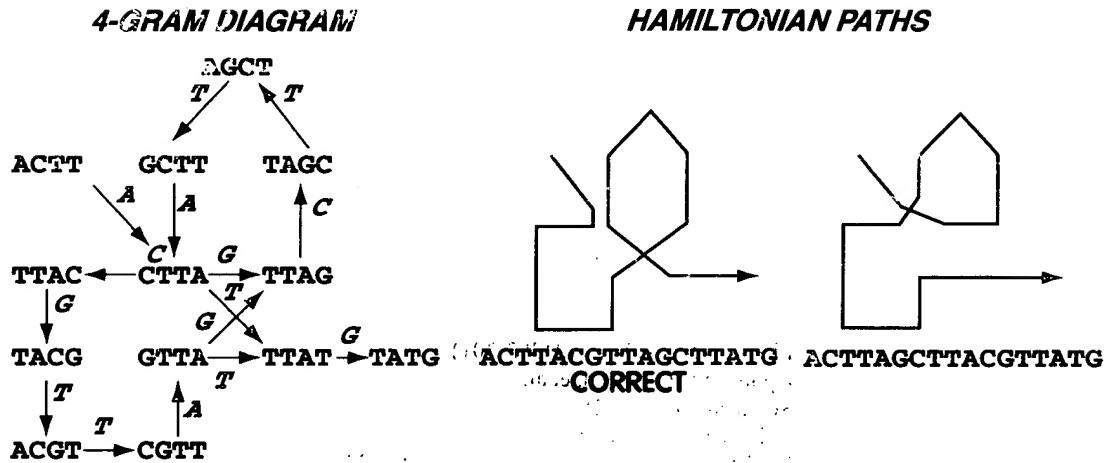 4-GRAM DIAGRAM
HAMILTONIAN PATHS
AGCT
T T
ACTT GCTT TAGC
A A C
TTAC C CTTA G TTAG
G T
G
TACG GTTA T TTAT G TATG
T A
ACGT T CGTT
ACTTACGTTAGCTTATG
CORRECT
ACTTAGCTTACGTTATG